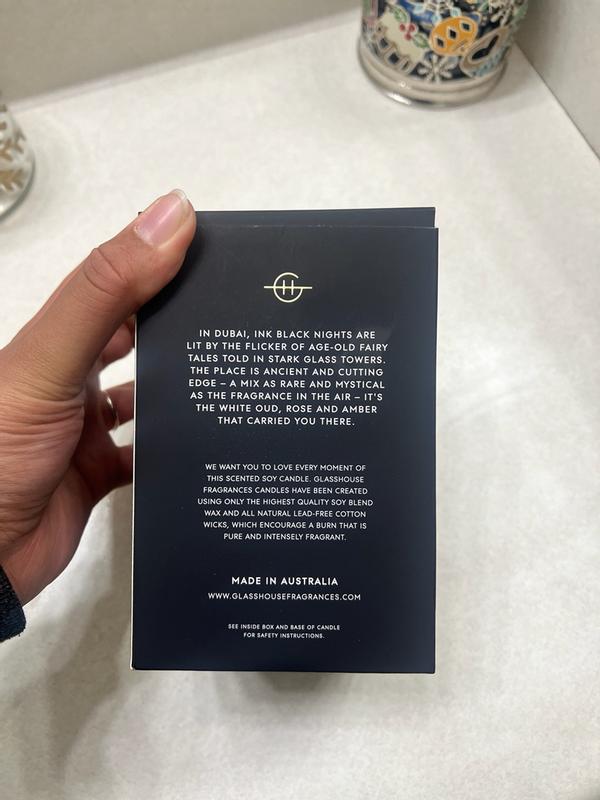 IN DUBAI, INK BLACK NIGHTS ARE
LIT BY THE FLICKER OF AGE-OLD FAIRY
TALES TOLD IN STARK GLASS TOWERS.
THE PLACE IS ANCIENT AND CUTTING
EDGE – A MIX AS RARE AND MYSTICAL
AS THE FRAGRANCE IN THE AIR – IT'S
THE WHITE OUD, ROSE AND AMBER
THAT CARRIED YOU THERE.
WE WANT YOU TO LOVE EVERY MOMENT OF
THIS SCENTED SOY CANDLE. GLASSHOUSE
FRAGRANCES CANDLES HAVE BEEN CREATED
USING ONLY THE HIGHEST QUALITY SOY BLEND
WAX AND ALL NATURAL LEAD-FREE COTTON
WICKS, WHICH ENCOURAGE A BURN THAT IS
PURE AND INTENSELY FRAGRANT.
MADE IN AUSTRALIA
WWW.GLASSHOUSEFRAGRANCES.COM
SEE INSIDE BOX AND BASE OF CANDLE
FOR SAFETY INSTRUCTIONS.